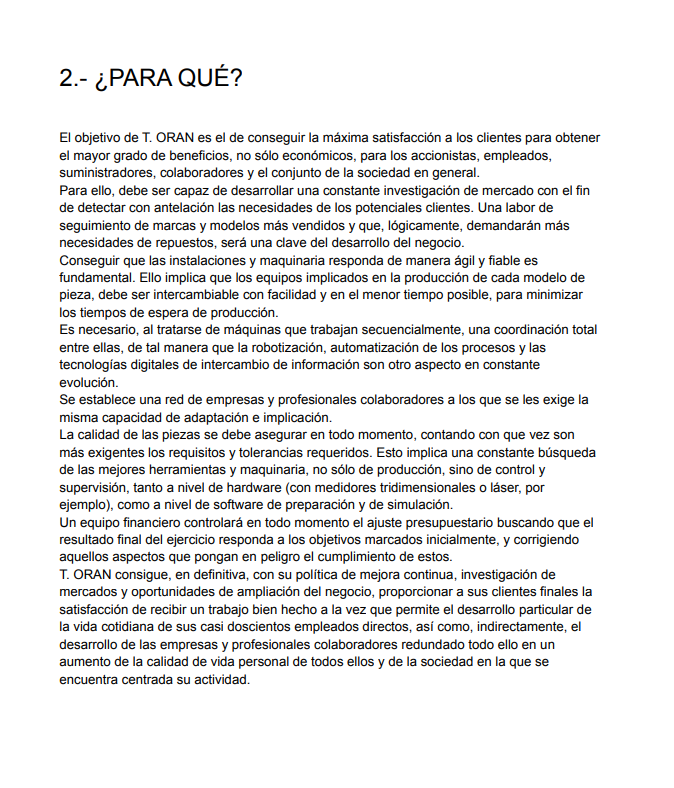 2.- ¿PARA QUÉ?
El objetivo de T. ORAN es el de conseguir la máxima satisfacción a los clientes para obtener
el mayor grado de beneficios, no sólo económicos, para los accionistas, empleados,
suministradores, colaboradores y el conjunto de la sociedad en general.
Para ello, debe ser capaz de desarrollar una constante investigación de mercado con el fin
de detectar con antelación las necesidades de los potenciales clientes. Una labor de
seguimiento de marcas y modelos más vendidos y que, lógicamente, demandarán más
necesidades de repuestos, será una clave del desarrollo del negocio.
Conseguir que las instalaciones y maquinaria responda de manera ágil y fiable es
fundamental. Ello implica que los equipos implicados en la producción de cada modelo de
pieza, debe ser intercambiable con facilidad y en el menor tiempo posible, para minimizar
los tiempos de espera de producción.
Es necesario, al tratarse de máquinas que trabajan secuencialmente, una coordinación total
entre ellas, de tal manera que la robotización, automatización de los procesos y las
tecnologías digitales de intercambio de información son otro aspecto en constante
evolución.
Se establece una red de empresas y profesionales colaboradores a los que se les exige la
misma capacidad de adaptación e implicación.
La calidad de las piezas se debe asegurar en todo momento, contando con que vez son
más exigentes los requisitos y tolerancias requeridos. Esto implica una constante búsqueda
de las mejores herramientas y maquinaria, no sólo de producción, sino de control y
supervisión, tanto a nivel de hardware (con medidores tridimensionales o láser, por
ejemplo), como a nivel de software de preparación y de simulación.
Un equipo financiero controlará en todo momento el ajuste presupuestario buscando que el
resultado final del ejercicio responda a los objetivos marcados inicialmente, y corrigiendo
aquellos aspectos que pongan en peligro el cumplimiento de estos.
T. ORAN consigue, en definitiva, con su política de mejora continua, investigación de
mercados y oportunidades de ampliación del negocio, proporcionar a sus clientes finales la
satisfacción de recibir un trabajo bien hecho a la vez que permite el desarrollo particular de
la vida cotidiana de sus casi doscientos empleados directos, así como, indirectamente, el
desarrollo de las empresas y profesionales colaboradores redundado todo ello en un
aumento de la calidad de vida personal de todos ellos y de la sociedad en la que se
encuentra centrada su actividad.